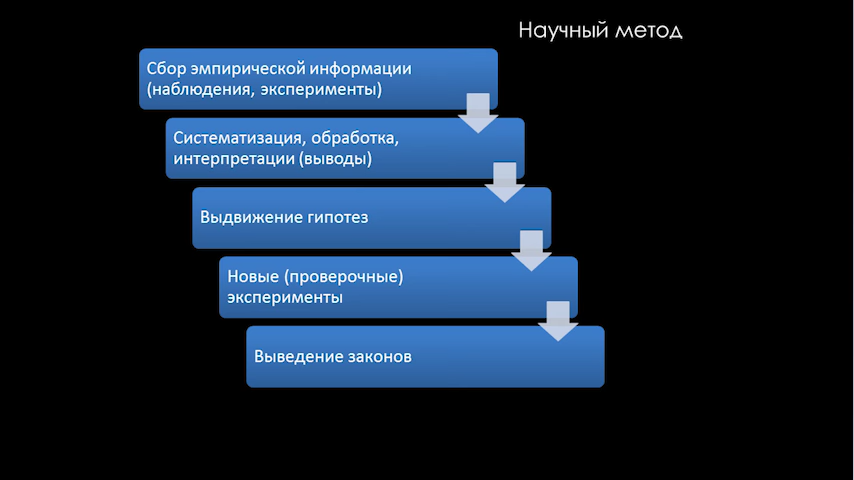 Научный метод
Сбор эмпирической информации
(наблюдения, эксперименты)
Систематизация, обработка,
интерпретации (выводы)
Выдвижение гипотез
Новые (проверочные)
эксперименты
Выведение законов